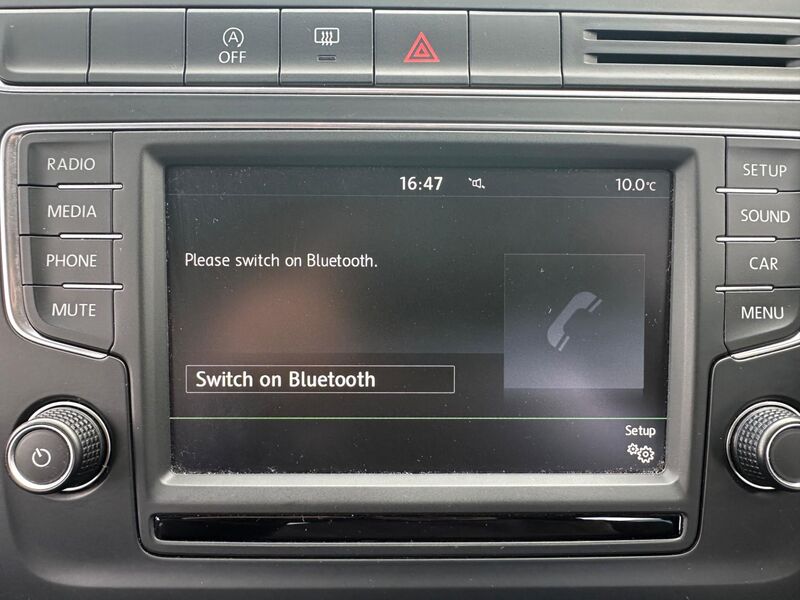 OFF
RADIO
MEDIA
PHONE
MUTE
16:47
10.0°C
Please switch on Bluetooth.
Switch on Bluetooth
Setup
SETUP
SOUND
CAR
MENU